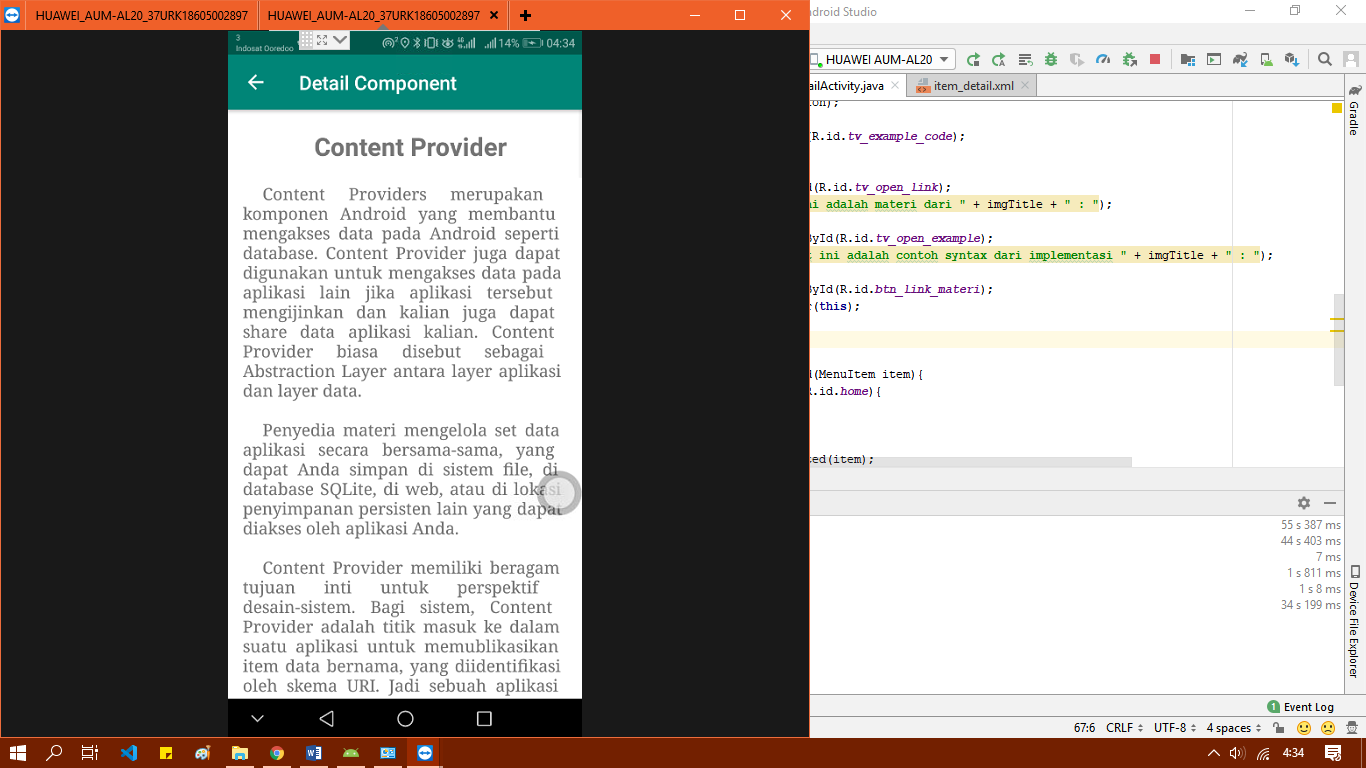 HUAWEI_AUM-AL20_37URK18605002897
HUAWEI_AUM-AL20_37URK18605002897
3
Indosat Ooredoo
14%
04:34
Detail Component
Content Provider
Content Providers merupakan
komponen Android yang membantu
mengakses data pada Android seperti
database. Content Provider juga dapat
digunakan untuk mengakses data pada
aplikasi lain jika aplikasi tersebut
mengijinkan dan kalian juga dapat
share data aplikasi kalian. Content
Provider biasa disebut sebagai
Abstraction Layer antara layer aplikasi
dan layer data.
Penyedia materi mengelola set data
aplikasi secara bersama-sama, yang
dapat Anda simpan di sistem file, di
database SQLite, di web, atau di lokasi
penyimpanan persisten lain yang dapat
diakses oleh aplikasi Anda.
Content Provider memiliki beragam
tujuan inti untuk perspektif
desain-sistem. Bagi sistem, Content
Provider adalah titik masuk ke dalam
suatu aplikasi untuk memublikasikan
item data bernama, yang diidentifikasi
oleh skema URI. Jadi sebuah aplikasi
ndroid Studio
HUAWEI AUM-AL20
ailActivity.java
item_detail.xml
ion);
(R.id.tv_example_code);
d(R.id.tv_open_link);
ni adalah materi dari " + imgTitle + " : ");
ById(R.id.tv_open_example);
t ini adalah contoh syntax dari implementasi " + imgTitle + " : ");
ById(R.id.btn_link_materi);
r(this);
d(MenuItem item){
R.id.home){
ted(item);
55 s 387 ms
44 s 403 ms
7 ms
1 s 811 ms
1 s 8 ms
34 s 199 ms
Gradle
Device File Explorer
1 Event Log
67:6 CRLF UTF-8 4 spaces
4:34